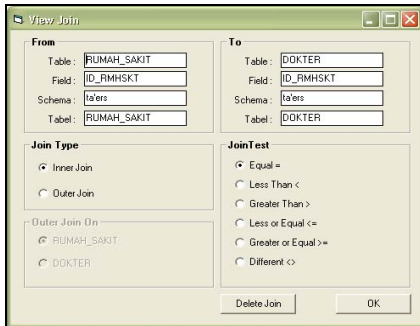 View Join
From
Table : RUMAH_SAKIT
Field : ID_RMHSKT
Schema : ta'ers
Tabel : RUMAH_SAKIT
To
Table : DOKTER
Field : ID_RMHSKT
Schema : ta'ers
Tabel : DOKTER
Join Type
Inner Join
Outer Join
Outer Join On
RUMAH_SAKIT
DOKTER
JoinTest
Equal =
Less Than <
Greater Than >
Less or Equal <=
Greater or Equal >=
Different <>
Delete Join
OK